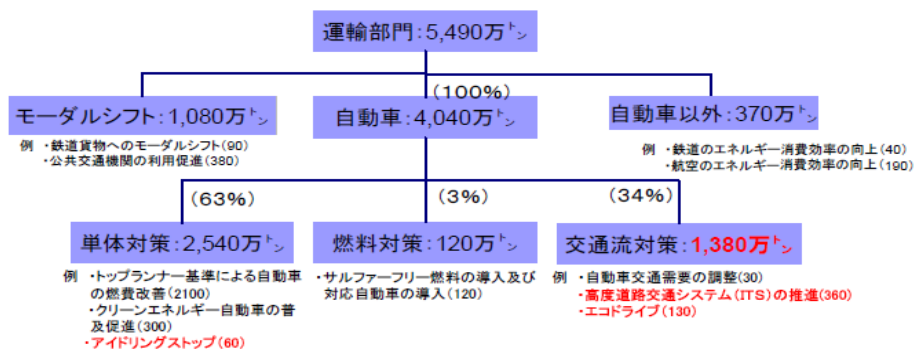 運輸部門:5,490万トン
(100%)
モーダルシフト:1,080万トン
自動車:4,040万トン
自動車以外:370万トン
例 ・鉄道貨物へのモーダルシフト(90)
・公共交通機関の利用促進(380)
例 ・鉄道のエネルギー消費効率の向上(40)
・航空のエネルギー消費効率の向上(190)
(63%)
(3%)
(34%)
単体対策:2,540万トン
燃料対策:120万トン
交通流対策:1,380万トン
例 ・トップランナー基準による自動車
の燃費改善(2100)
・クリーンエネルギー自動車の普
及促進(300)
・アイドリングストップ(60)
・サルファーフリー燃料の導入及び
対応自動車の導入(120)
例 ・自動車交通需要の調整(30)
・高度道路交通システム(ITS)の推進(360)
・エコドライブ(130)